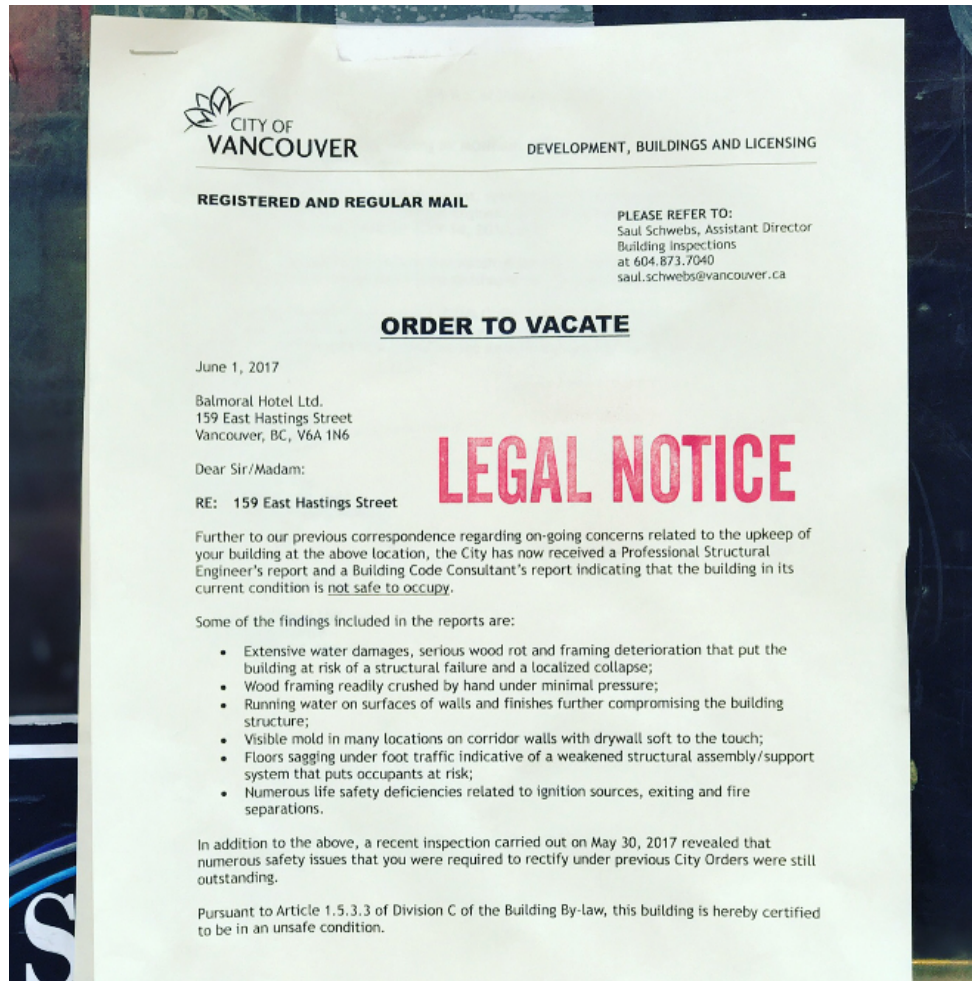 CITY OF
VANCOUVER
DEVELOPMENT, BUILDINGS AND LICENSING
REGISTERED AND REGULAR MAIL
PLEASE REFER TO:
Saul Schwebs, Assistant Director
Building Inspections
at 604.873.7040
saul.schwebs@vancouver.ca
ORDER TO VACATE
June 1, 2017
Balmoral Hotel Ltd.
159 East Hastings Street
Vancouver, BC, V6A 1N6
LEGAL NOTICE
Dear Sir/Madam:
RE: 159 East Hastings Street
Further to our previous correspondence regarding on-going concerns related to the upkeep of
your building at the above location, the City has now received a Professional Structural
Engineer's report and a Building Code Consultant's report indicating that the building in its
current condition is not safe to occupy.
Some of the findings included in the reports are:
• Extensive water damages, serious wood rot and framing deterioration that put the
building at risk of a structural failure and a localized collapse;
• Wood framing readily crushed by hand under minimal pressure;
• Running water on surfaces of walls and finishes further compromising the building
structure;
• Visible mold in many locations on corridor walls with drywall soft to the touch;
• Floors sagging under foot traffic indicative of a weakened structural assembly/support
system that puts occupants at risk;
• Numerous life safety deficiencies related to ignition sources, exiting and fire
separations.
In addition to the above, a recent inspection carried out on May 30, 2017 revealed that
numerous safety issues that you were required to rectify under previous City Orders were still
outstanding.
Pursuant to Article 1.5.3.3 of Division C of the Building By-law, this building is hereby certified
to be in an unsafe condition.
S